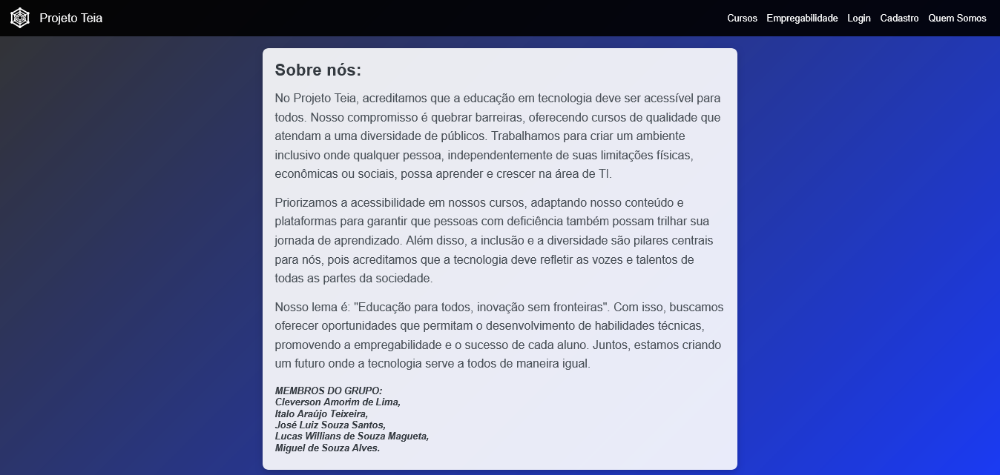 Projeto Teia
Cursos Empregabilidade Login Cadastro Quem Somos
Sobre nós:
No Projeto Teia, acreditamos que a educação em tecnologia deve ser acessível para
todos. Nosso compromisso é quebrar barreiras, oferecendo cursos de qualidade que
atendam a uma diversidade de públicos. Trabalhamos para criar um ambiente
inclusivo onde qualquer pessoa, independentemente de suas limitações físicas,
econômicas ou sociais, possa aprender e crescer na área de TI.
Priorizamos a acessibilidade em nossos cursos, adaptando nosso conteúdo e
plataformas para garantir que pessoas com deficiência também possam trilhar sua
jornada de aprendizado. Além disso, a inclusão e a diversidade são pilares centrais
para nós, pois acreditamos que a tecnologia deve refletir as vozes e talentos de
todas as partes da sociedade.
Nosso lema é: "Educação para todos, inovação sem fronteiras". Com isso, buscamos
oferecer oportunidades que permitam o desenvolvimento de habilidades técnicas,
promovendo a empregabilidade e o sucesso de cada aluno. Juntos, estamos criando
um futuro onde a tecnologia serve a todos de maneira igual.
MEMBROS DO GRUPO:
Cleverson Amorim de Lima,
Italo Araújo Teixeira,
José Luiz Souza Santos,
Lucas Willians de Souza Magueta,
Miguel de Souza Alves.